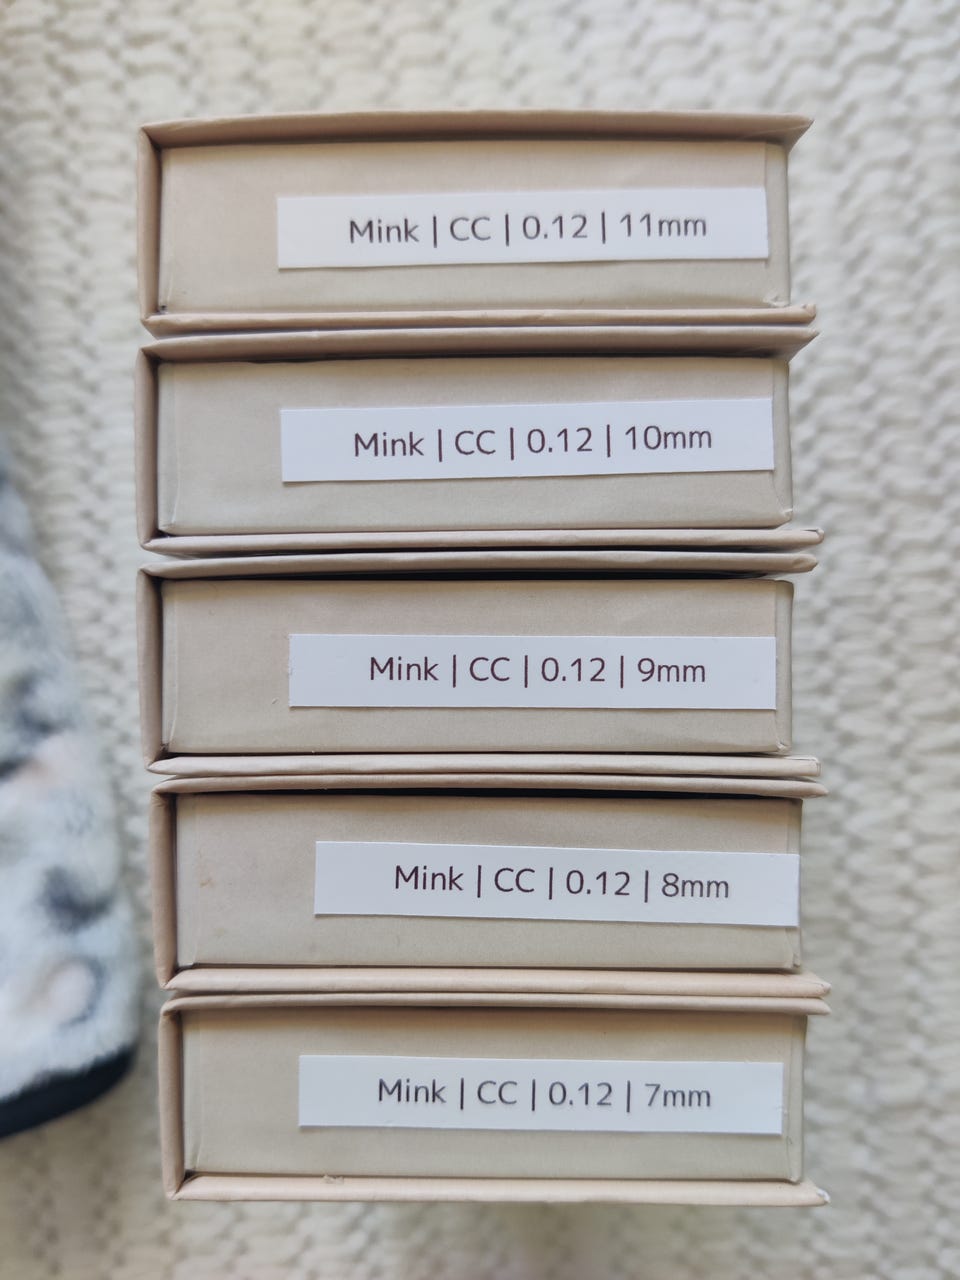 Mink | CC | 0.12 | 11mm
Mink | CC | 0.12 | 10mm
Mink | CC | 0.12 | 9mm
Mink | CC | 0.12 | 8mm
Mink | CC | 0.12 | 7mm